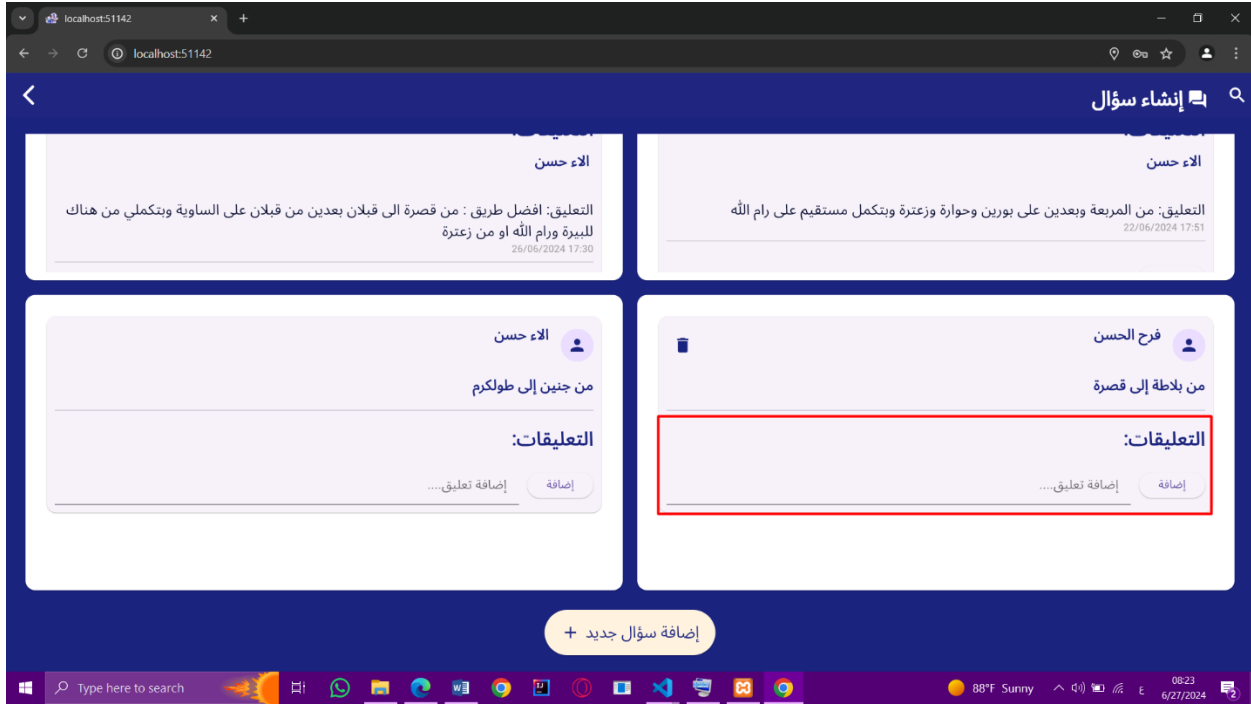 localhost:51142
localhost:51142
إنشاء سؤال
التعليقات:
الاء حسن
التعليق: من المربعة وبعدين على بورين وحوارة وزعترة وبتكمل مستقيم على رام الله
22/06/2024 17:51
التعليقات:
الاء حسن
التعليق: افضل طريق : من قصرة الى قبلان بعدين من قبلان على الساوية وبتكملي من هناك
للبيرة ورام الله او من زعترة
26/06/2024 17:30
فرح الحسن
من بلاطة إلى قصرة
التعليقات:
إضافة إضافة تعليق....
الاء حسن
من جنين إلى طولكرم
التعليقات:
إضافة إضافة تعليق....
إضافة سؤال جديد +
Type here to search
88°F Sunny
ع
08:23
6/27/2024
2